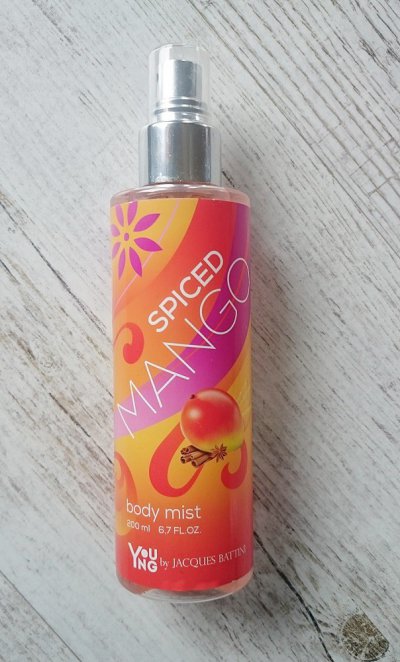 SPICED
MANGO
body mist
200 ml 6.7 FL.OZ.
YOUNG by JACQUES BATTINI